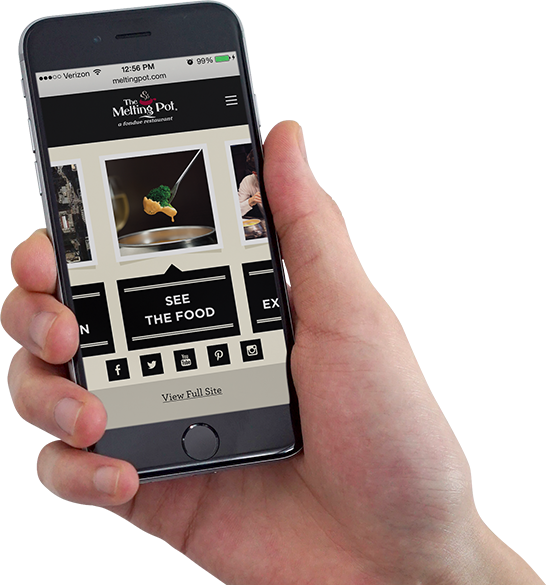 ●●●○○ Verizon 12:56 PM 99%
meltingpot.com
The
Melting Pot.
a fondue restaurant
N
SEE
THE FOOD
EX
f You Tube
View Full Site